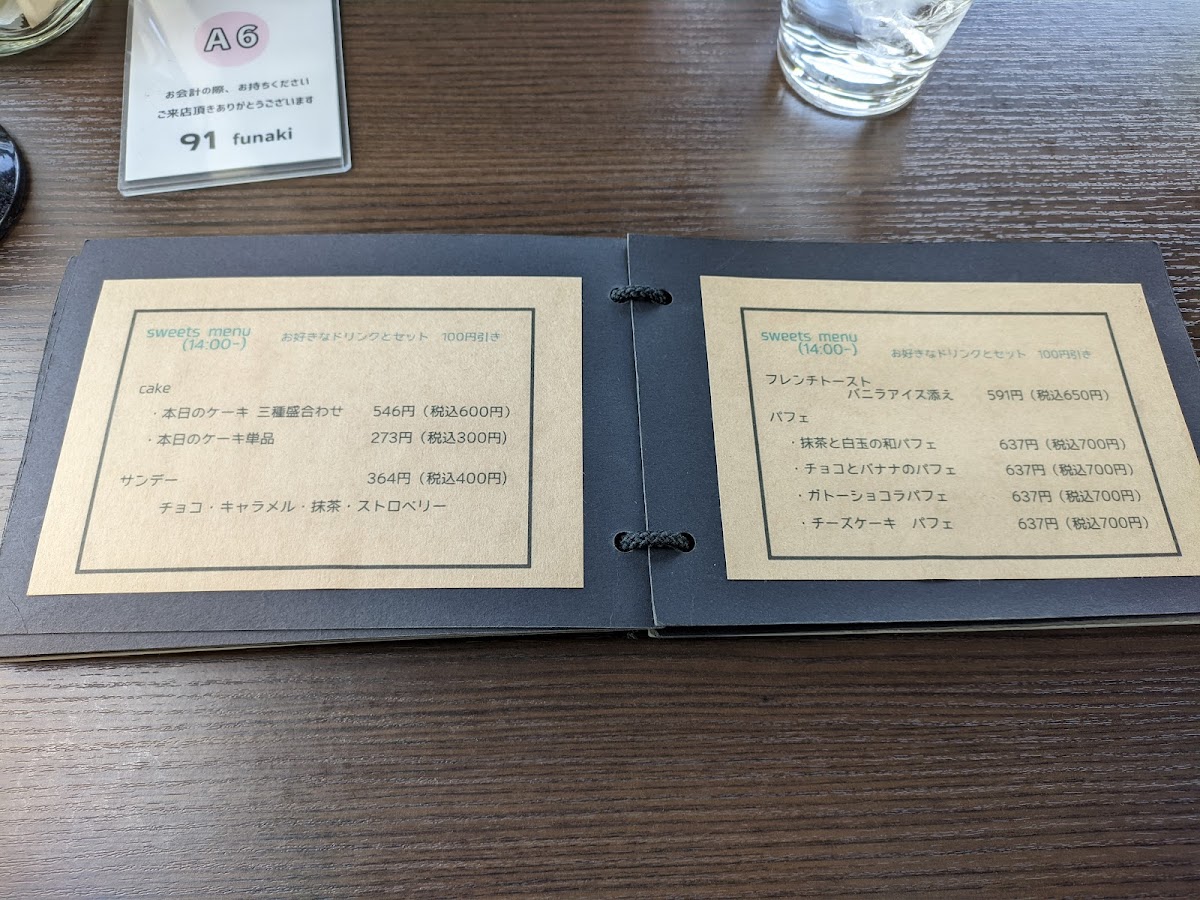 A6
お会計の際、お持ちください
ご来店頂きありがとうございます
91 funaki
sweets menu
(14:00~)
お好きなドリンクとセット 100円引き
cake
・本日のケーキ 三種盛合わせ 546円（税込600円）
・本日のケーキ単品 273円（税込300円）
サンデー 364円（税込400円）
チョコ・キャラメル・抹茶・ストロベリー
sweets menu
(14:00~)
お好きなドリンクとセット 100円引き
フレンチトースト
バニラアイス添え 591円（税込650円）
パフェ
・抹茶と白玉の和パフェ 637円（税込700円）
・チョコとバナナのパフェ 637円（税込700円）
・ガトーショコラパフェ 637円（税込700円）
・チーズケーキ パフェ 637円（税込700円）